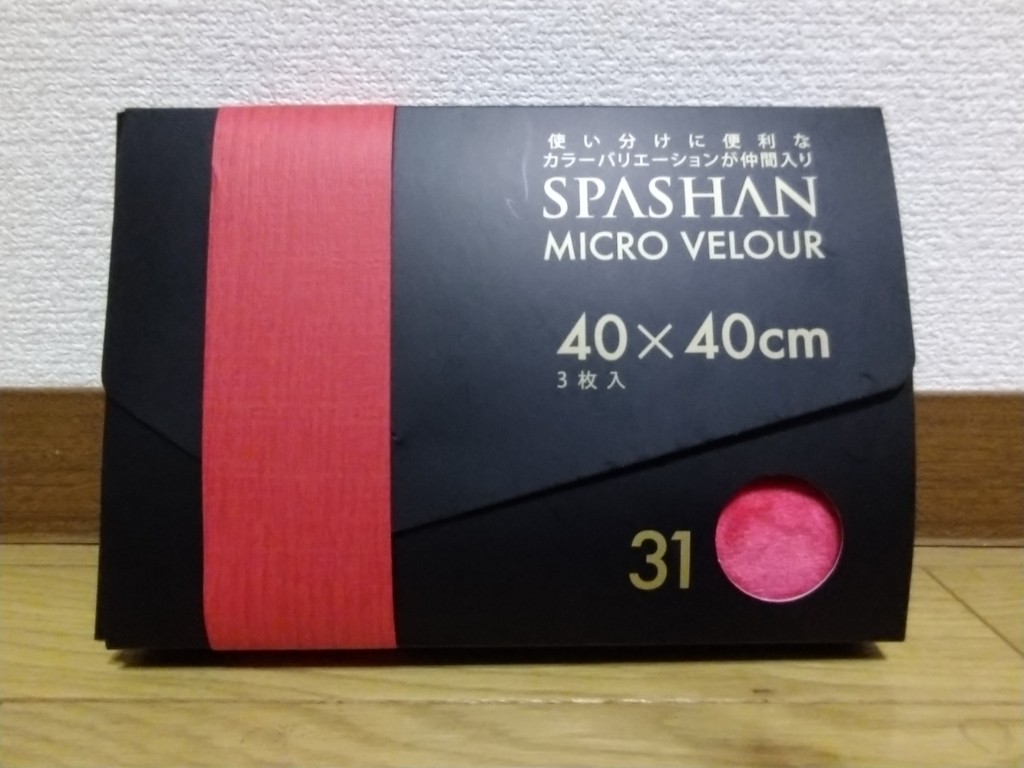 使い分けに便利な
カラーバリエーションが仲間入り
SPASHAN
MICRO VELOUR
40×40cm
3枚入
31